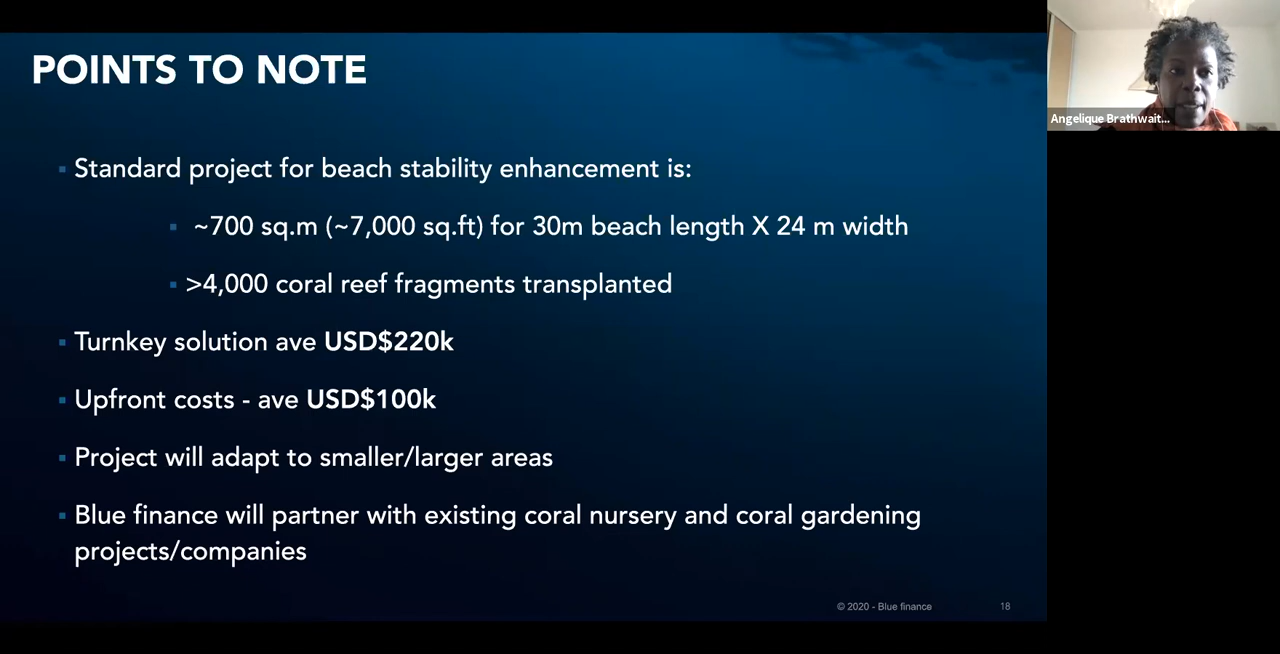 POINTS TO NOTE
Angelique Brathwait...
▪ Standard project for beach stability enhancement is:
▪ ~700 sq.m (~7,000 sq.ft) for 30m beach length X 24 m width
▪ >4,000 coral reef fragments transplanted
▪ Turnkey solution ave USD$220k
▪ Upfront costs - ave USD$100k
▪ Project will adapt to smaller/larger areas
▪ Blue finance will partner with existing coral nursery and coral gardening
projects/companies
© 2020 - Blue finance
18